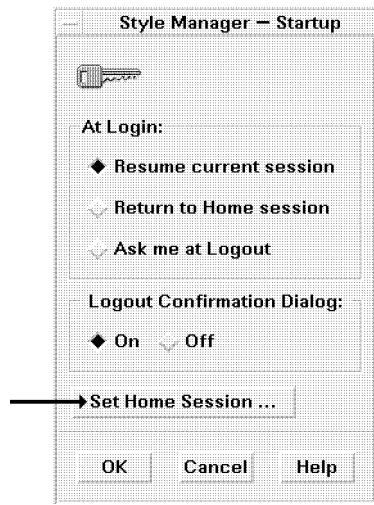 Style Manager – Startup
At Login:
Resume current session
Return to Home session
Ask me at Logout
Logout Confirmation Dialog:
On Off
Set Home Session ...
OK Cancel Help